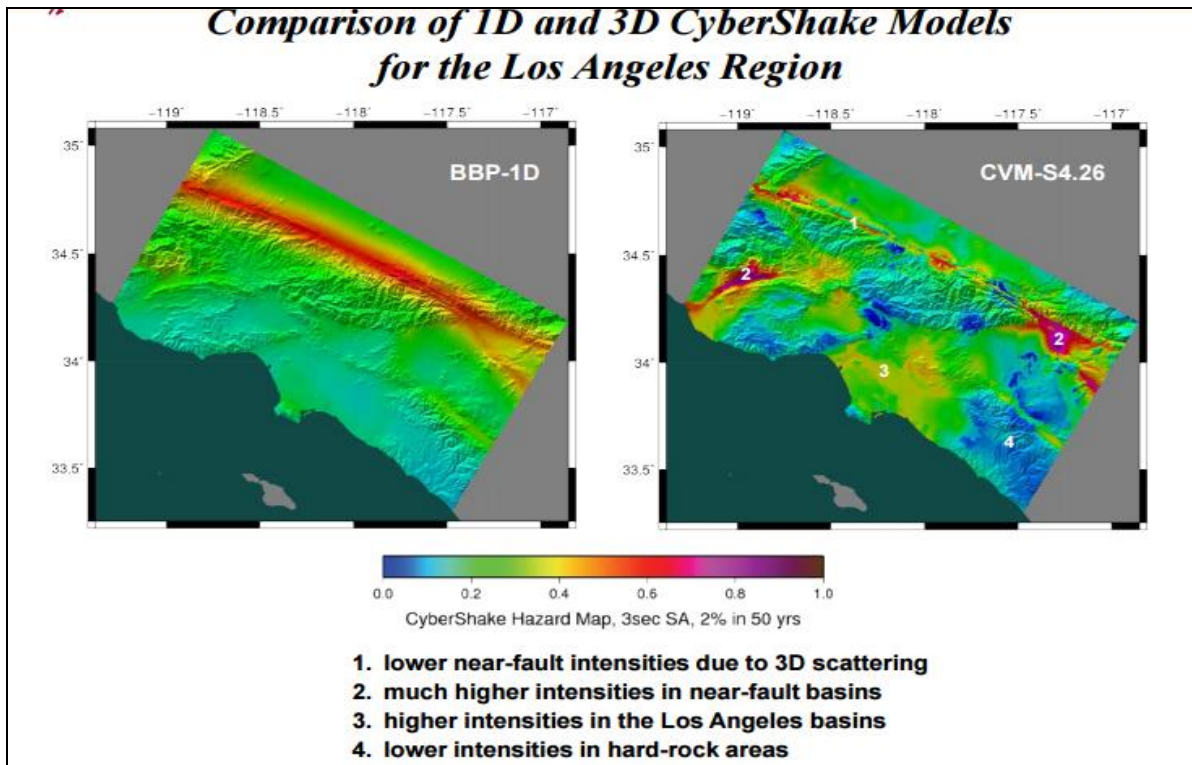 Comparison of 1D and 3D CyberShake Models
for the Los Angeles Region
-119˚ -118.5˚ -118˚ -117.5˚ -117˚
35˚
34.5˚
34˚
33.5˚
BBP-1D
-119˚ -118.5˚ -118˚ -117.5˚ -117˚
35˚
34.5˚
34˚
33.5˚
CVM-S4.26
1
2
2
3
4
0.0 0.2 0.4 0.6 0.8 1.0
CyberShake Hazard Map, 3sec SA, 2% in 50 yrs
1. lower near-fault intensities due to 3D scattering
2. much higher intensities in near-fault basins
3. higher intensities in the Los Angeles basins
4. lower intensities in hard-rock areas